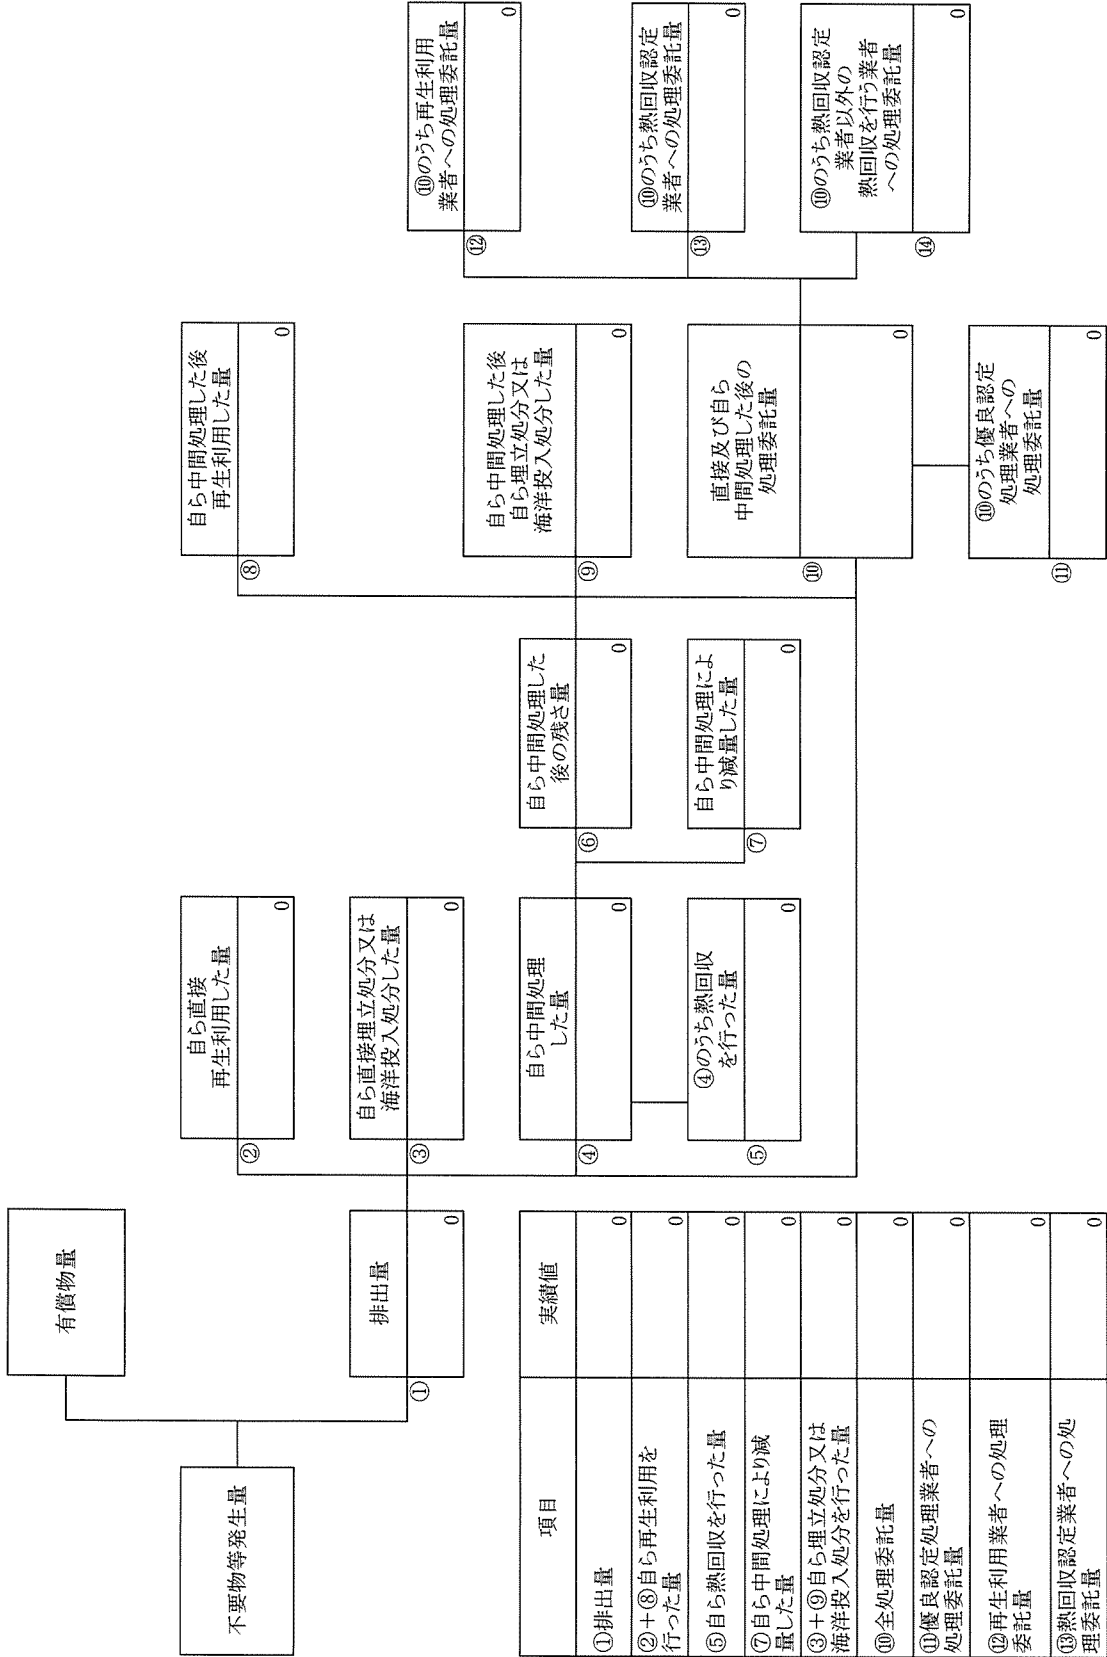 不要物等発生量
有償物量
排出量
①
0
自ら直接
再生利用した量
②
0
自ら直接埋立処分又は
海洋投入処分した量
③
0
自ら中間処理
した量
④
0
④のうち熱回収
を行った量
⑤
0
自ら中間処理した
後の残さ量
⑥
0
自ら中間処理によ
り減量した量
⑦
0
自ら中間処理した後
再生利用した量
⑧
0
自ら中間処理した後
自ら埋立処分又は
海洋投入処分した量
⑨
0
直接及び自ら
中間処理した後の
処理委託量
⑩
0
⑩のうち優良認定
処理業者への
処理委託量
⑪
0
⑩のうち再生利用
業者への処理委託量
⑫
0
⑩のうち熱回収認定
業者への処理委託量
⑬
0
⑩のうち熱回収認定
業者以外の
熱回収を行う業者
への処理委託量
⑭
0
項目 実績値
①排出量 0
②+⑧自ら再生利用を
行った量 0
⑤自ら熱回収を行った量 0
⑦自ら中間処理により減
量した量 0
③+⑨自ら埋立処分又は
海洋投入処分を行った量 0
⑩全処理委託量 0
⑪優良認定処理業者への
処理委託量 0
⑫再生利用業者への処理
委託量 0
⑬熱回収認定業者への処
理委託量 0